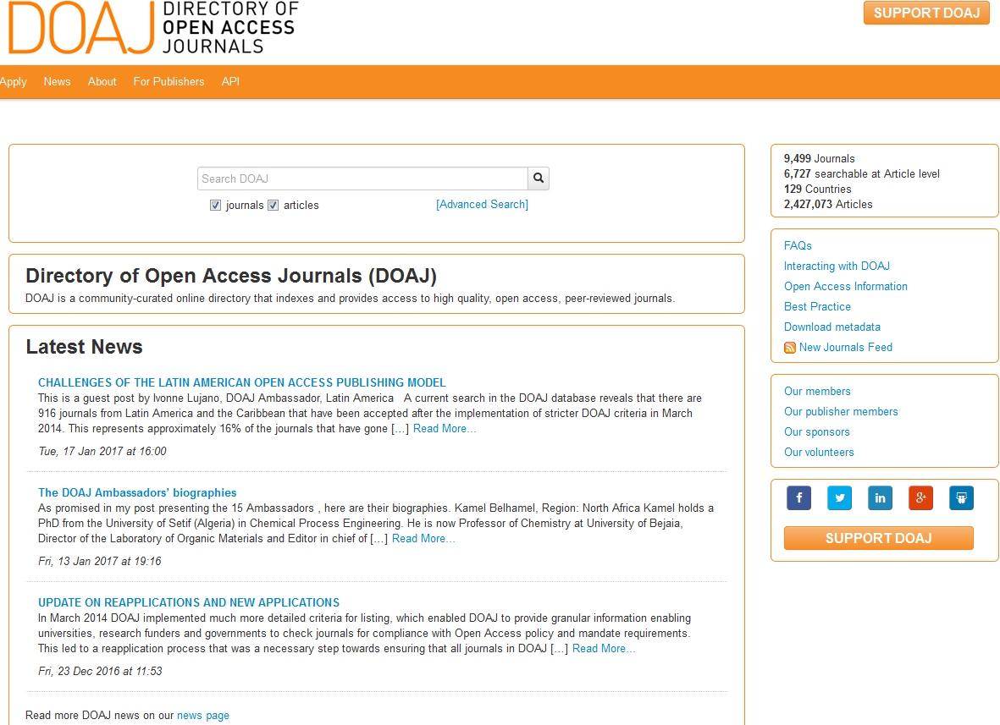 DOAJ
DIRECTORY OF
OPEN ACCESS
JOURNALS
SUPPORT DOAJ
Apply News About For Publishers API
Search DOAJ
journals articles [Advanced Search]
Directory of Open Access Journals (DOAJ)
DOAJ is a community-curated online directory that indexes and provides access to high quality, open access, peer-reviewed journals.
Latest News
CHALLENGES OF THE LATIN AMERICAN OPEN ACCESS PUBLISHING MODEL
This is a guest post by Ivonne Lujano, DOAJ Ambassador, Latin America   A current search in the DOAJ database reveals that there are
916 journals from Latin America and the Caribbean that have been accepted after the implementation of stricter DOAJ criteria in March
2014. This represents approximately 16% of the journals that have gone […] Read More...
Tue, 17 Jan 2017 at 16:00
The DOAJ Ambassadors’ biographies
As promised in my post presenting the 15 Ambassadors , here are their biographies. Kamel Belhamel, Region: North Africa Kamel holds a
PhD from the University of Setif (Algeria) in Chemical Process Engineering. He is now Professor of Chemistry at University of Bejaia,
Director of the Laboratory of Organic Materials and Editor in chief of […] Read More...
Fri, 13 Jan 2017 at 19:16
UPDATE ON REAPPLICATIONS AND NEW APPLICATIONS
In March 2014 DOAJ implemented much more detailed criteria for listing, which enabled DOAJ to provide granular information enabling
universities, research funders and governments to check journals for compliance with Open Access policy and mandate requirements.
This led to a reapplication process that was a necessary step towards ensuring that all journals in DOAJ […] Read More...
Fri, 23 Dec 2016 at 11:53
Read more DOAJ news on our news page
9,499 Journals
6,727 searchable at Article level
129 Countries
2,427,073 Articles
FAQs
Interacting with DOAJ
Open Access Information
Best Practice
Download metadata
New Journals Feed
Our members
Our publisher members
Our sponsors
Our volunteers
f in g+
SUPPORT DOAJ